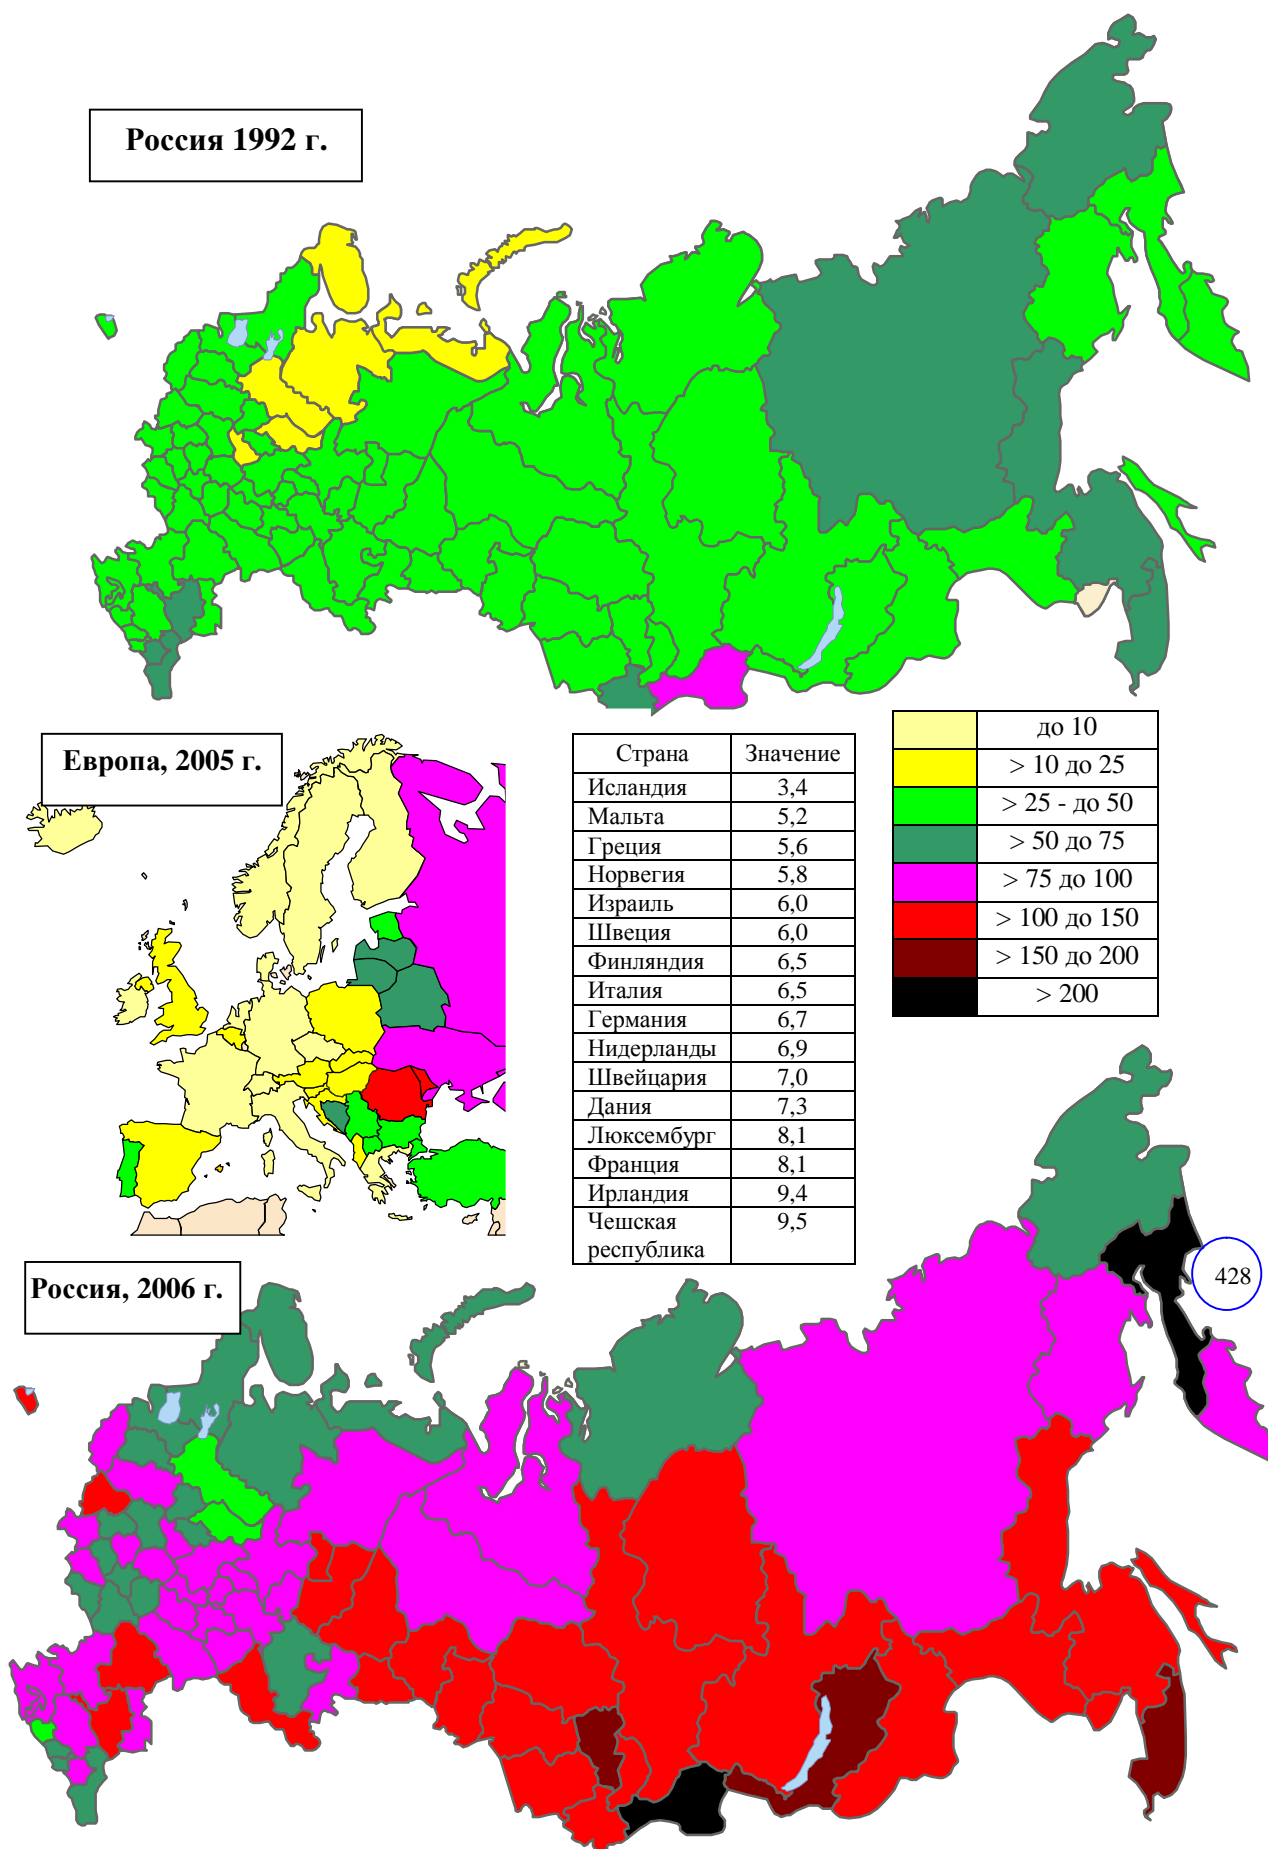 Россия 1992 г.
Европа, 2005 г.
Страна Значение
Исландия 3,4
Мальта 5,2
Греция 5,6
Норвегия 5,8
Израиль 6,0
Швеция 6,0
Финляндия 6,5
Италия 6,5
Германия 6,7
Нидерланды 6,9
Швейцария 7,0
Дания 7,3
Люксембург 8,1
Франция 8,1
Ирландия 9,4
Чешская 9,5
республика
до 10
> 10 до 25
> 25 - до 50
> 50 до 75
> 75 до 100
> 100 до 150
> 150 до 200
> 200
Россия, 2006 г.
428